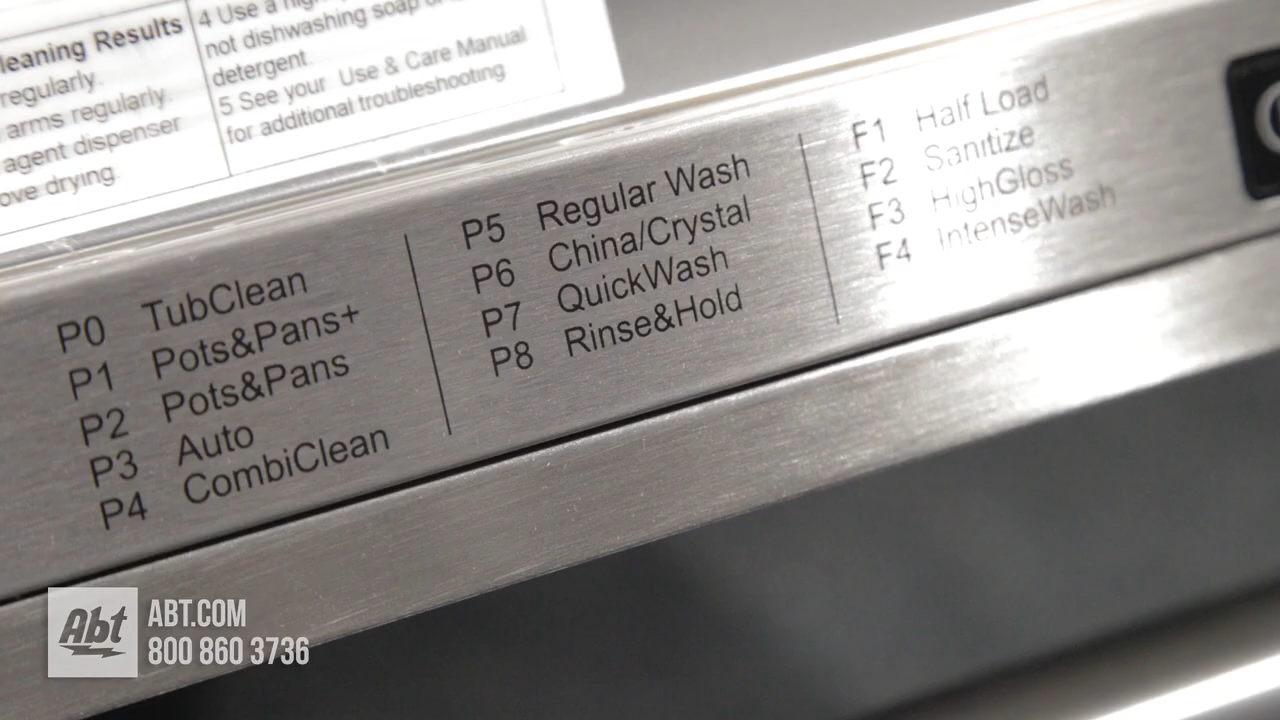 leaning Results
regularly.
arms regularly.
agent dispenser
ove drying.
4 Use a
not dishwashing soap
detergent.
5 See your Use & Care Manual
for additional troubleshooting
P0 TubClean
P1 Pots&Pans+
P2 Pots&Pans
P3 Auto
P4 CombiClean
P5 Regular Wash
P6 China/Crystal
P7 QuickWash
P8 Rinse&Hold
F1 Half Load
F2 Sanitize
F3 HighGloss
F4 IntenseWash
Abt
ABT.COM
800 860 3736